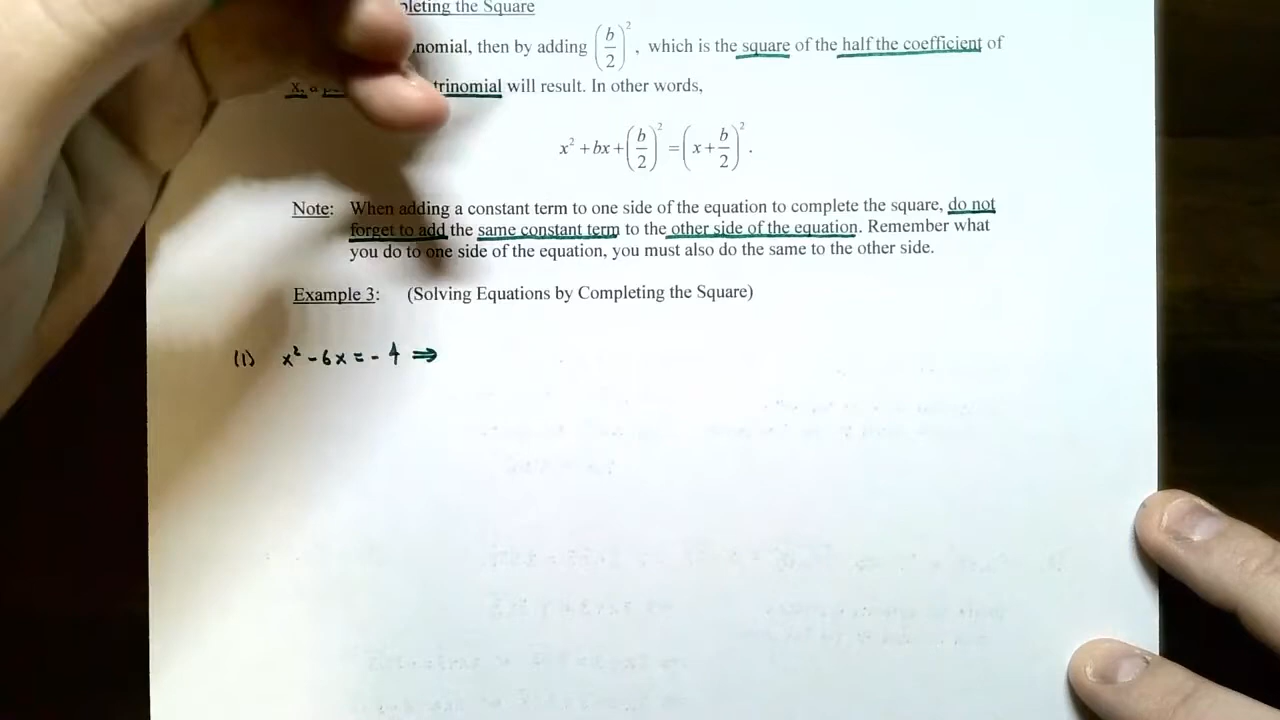 leting the Square
nomial, then by adding (b/2)², which is the square of the half the coefficient of
x, a trinomial will result. In other words,
x² + bx + (b/2)² = (x + b/2)².
Note: When adding a constant term to one side of the equation to complete the square, do not
forget to add the same constant term to the other side of the equation. Remember what
you do to one side of the equation, you must also do the same to the other side.
Example 3: (Solving Equations by Completing the Square)
(1) x² - 6x = - 4 ⇒